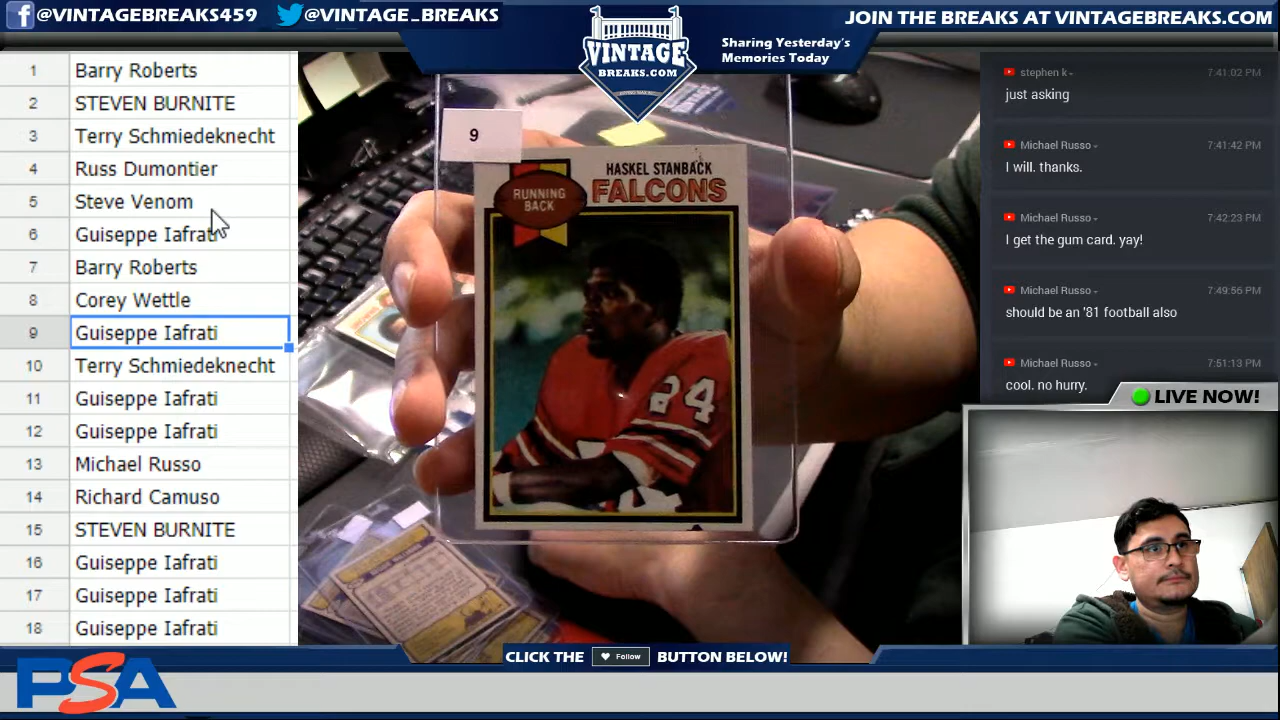 @VINTAGEBREAKS459
@VINTAGE_BREAKS
VINTAGE
BREAKS.COM
Sharing Yesterday's
Memories Today
JOIN THE BREAKS AT VINTAGEBREAKS.COM
1 Barry Roberts
2 STEVEN BURNITE
3 Terry Schmiedeknecht
4 Russ Dumontier
5 Steve Venom
6 Guiseppe Iafrati
7 Barry Roberts
8 Corey Wettle
9 Guiseppe Iafrati
10 Terry Schmiedeknecht
11 Guiseppe Iafrati
12 Guiseppe Iafrati
13 Michael Russo
14 Richard Camuso
15 STEVEN BURNITE
16 Guiseppe Iafrati
17 Guiseppe Iafrati
18 Guiseppe Iafrati
9
HASKEL STANBACK
RUNNING
BACK
FALCONS
24
stephen k 7:41:02 PM
just asking
Michael Russo 7:41:42 PM
I will. thanks.
Michael Russo 7:42:23 PM
I get the gum card. yay!
Michael Russo 7:49:56 PM
should be an '81 football also
Michael Russo 7:51:13 PM
cool. no hurry.
LIVE NOW!
CLICK THE Follow BUTTON BELOW!
PSA